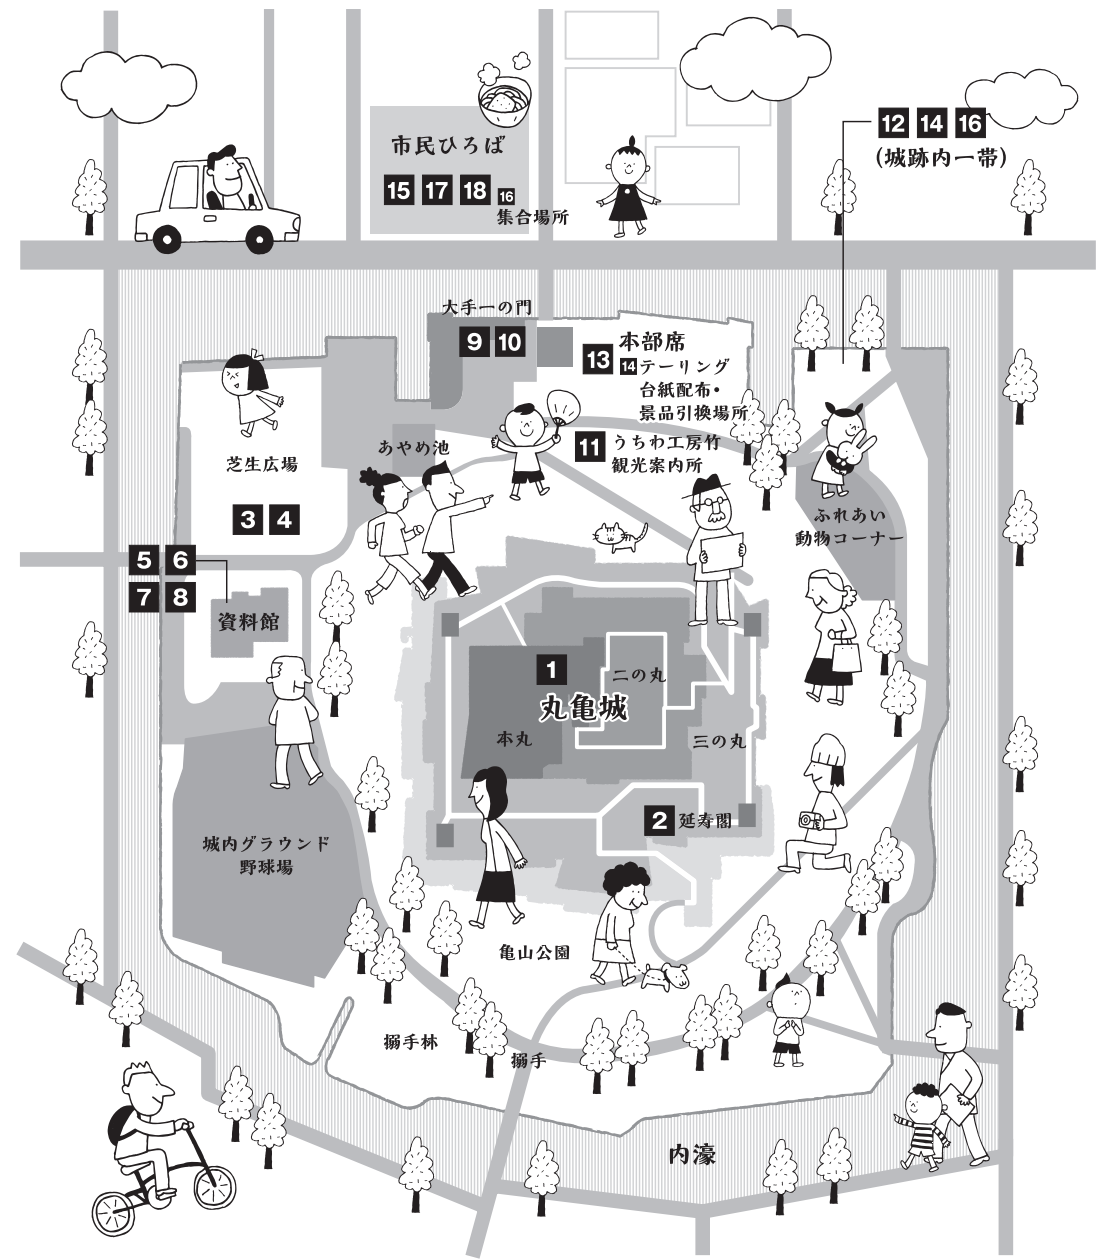 市民ひろば
15 17 18 16
集合場所
12 14 16
(城跡内一帯)
大手一の門
9 10
13 本部席
14 テーリング
台紙配布・
景品引換場所
11 うちわ工房竹
観光案内所
あやめ池
芝生広場
3 4
5 6
7 8
資料館
ふれあい
動物コーナー
1
丸亀城
二の丸
本丸
三の丸
2 延寿閣
城内グラウンド
野球場
亀山公園
搦手林
搦手
内濠